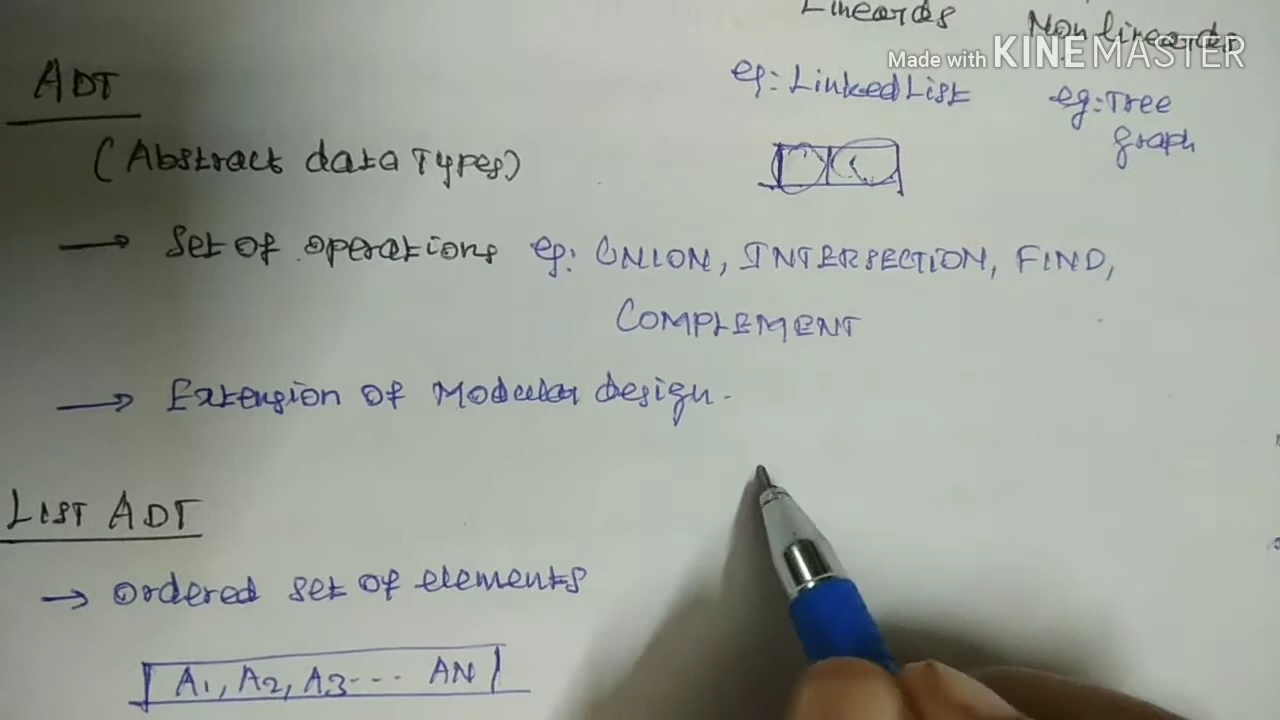 Linear ds Non linear ds
Made with KINEMASTER
eg: Linked List eg: Tree
graph
ADT
(Abstract data Types)
→ Set of operations eg: UNION, INTERSECTION, FIND,
COMPLEMENT
→ Extension of Modular design.
LIST ADT
→ Ordered set of elements
A1, A2, A3... AN